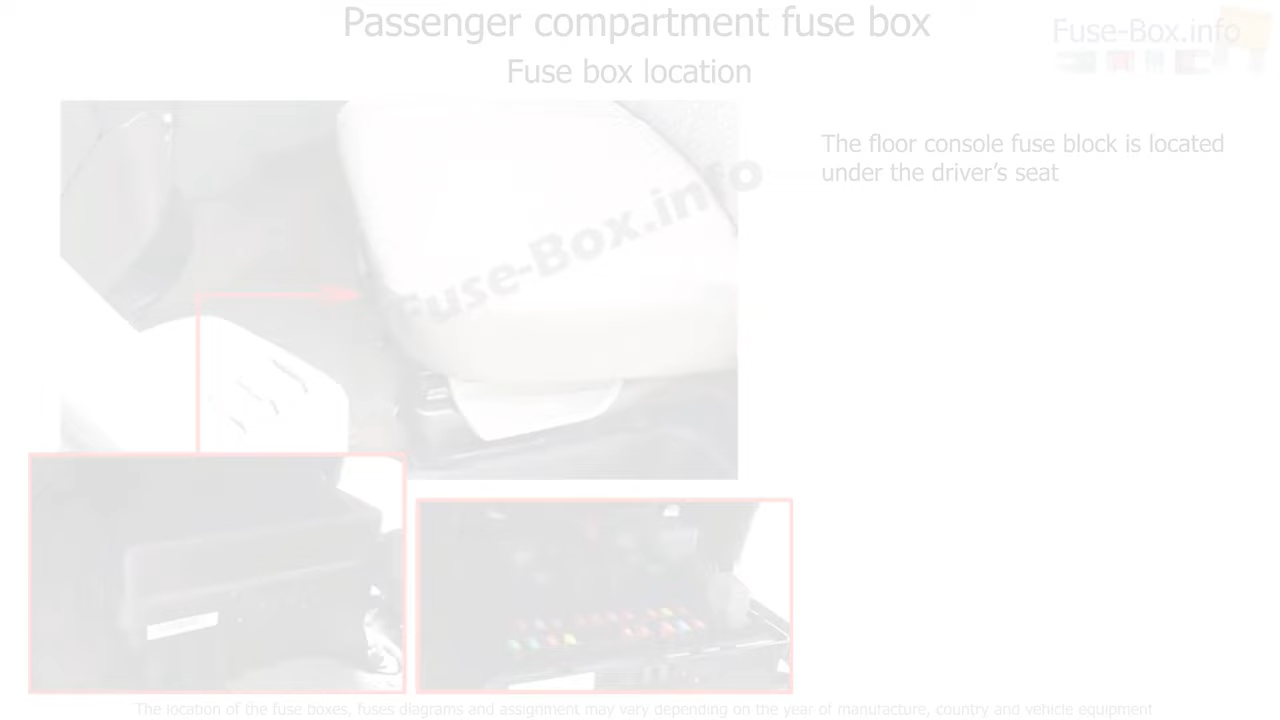 Passenger compartment fuse box
Fuse-Box.info
Fuse box location
The floor console fuse block is located
under the driver’s seat
Fuse-Box.info
The location of the fuse boxes, fuses diagrams and assignment may vary depending on the year of manufacture, country and vehicle equipment